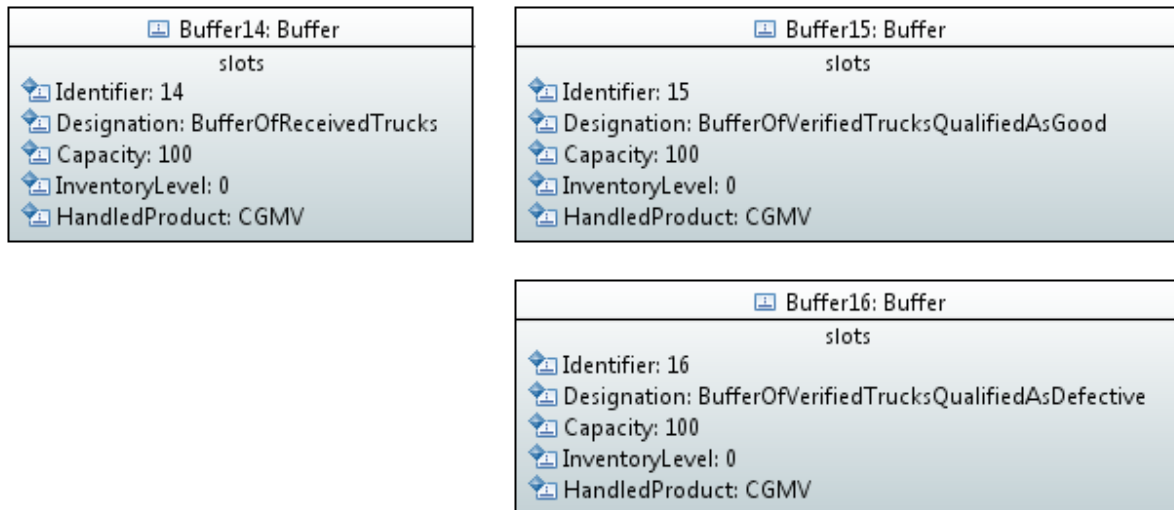 Buffer14: Buffer
slots
Identifier: 14
Designation: BufferOfReceivedTrucks
Capacity: 100
InventoryLevel: 0
HandledProduct: CGMV
Buffer15: Buffer
slots
Identifier: 15
Designation: BufferOfVerifiedTrucksQualifiedAsGood
Capacity: 100
InventoryLevel: 0
HandledProduct: CGMV
Buffer16: Buffer
slots
Identifier: 16
Designation: BufferOfVerifiedTrucksQualifiedAsDefective
Capacity: 100
InventoryLevel: 0
HandledProduct: CGMV